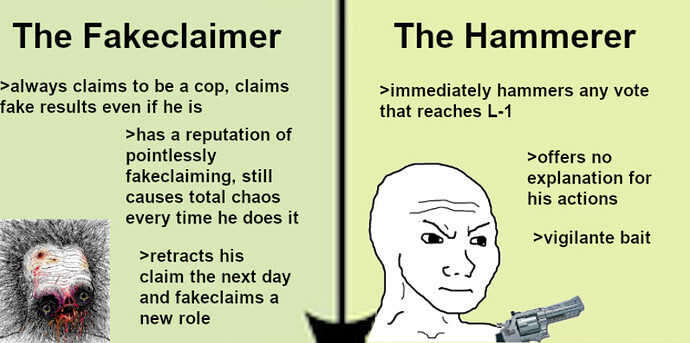 The Fakeclaimer
>always claims to be a cop, claims
fake results even if he is
>has a reputation of
pointlessly
fakeclaiming, still
causes total chaos
every time he does it
>retracts his
claim the next day
and fakeclaims a
new role
The Hammerer
>immediately hammers any vote
that reaches L-1
>offers no
explanation for
his actions
>vigilante bait